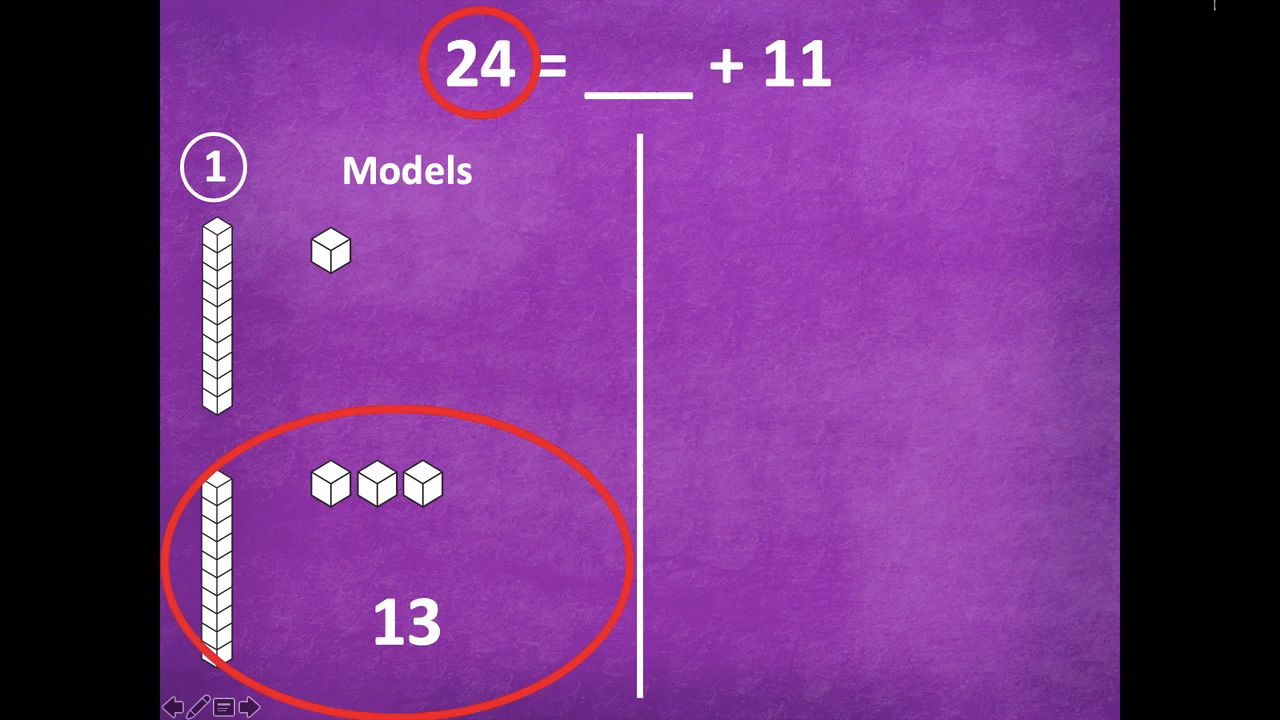 24 = ____ + 11
1 Models
13